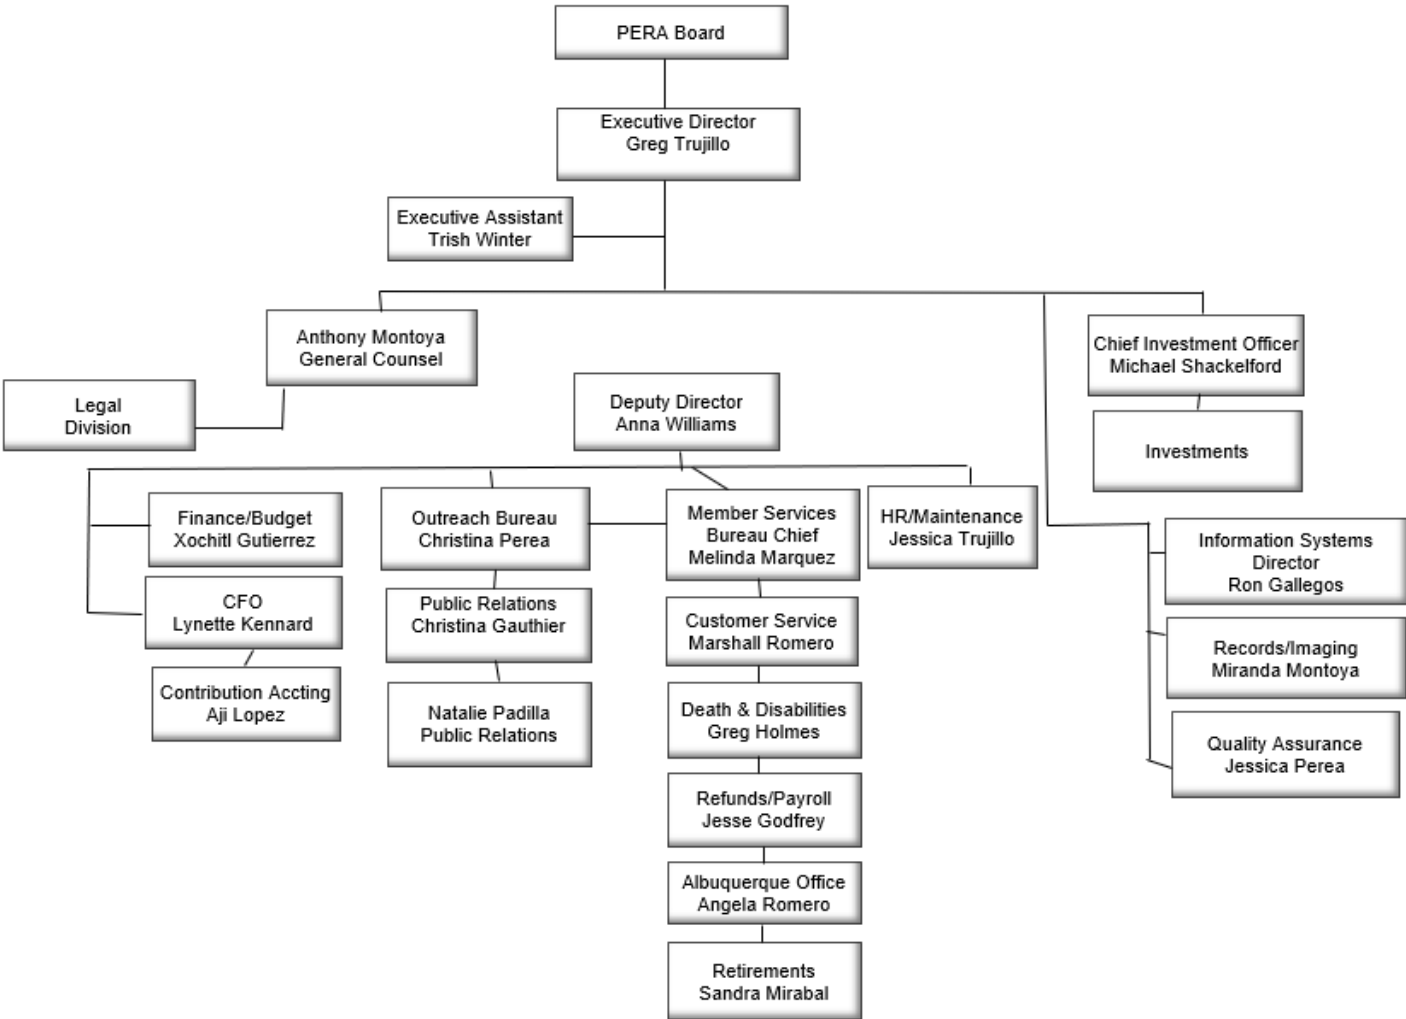 PERA Board
Executive Director
Greg Trujillo
Executive Assistant
Trish Winter
Anthony Montoya
General Counsel
Chief Investment Officer
Michael Shackelford
Legal
Division
Deputy Director
Anna Williams
Investments
Finance/Budget
Xochitl Gutierrez
Outreach Bureau
Christina Perea
Member Services
Bureau Chief
Melinda Marquez
HR/Maintenance
Jessica Trujillo
Information Systems
Director
Ron Gallegos
CFO
Lynette Kennard
Public Relations
Christina Gauthier
Customer Service
Marshall Romero
Records/Imaging
Miranda Montoya
Contribution Accting
Aji Lopez
Natalie Padilla
Public Relations
Death & Disabilities
Greg Holmes
Quality Assurance
Jessica Perea
Refunds/Payroll
Jesse Godfrey
Albuquerque Office
Angela Romero
Retirements
Sandra Mirabal